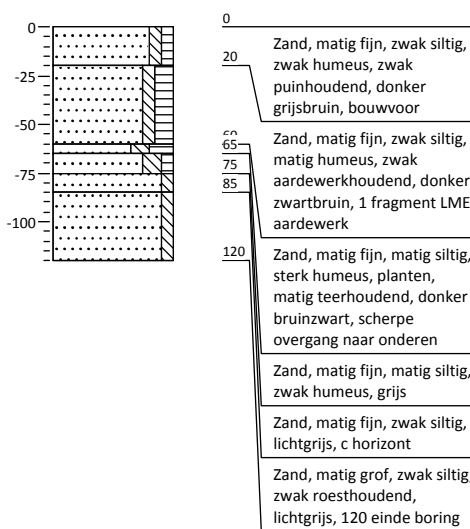 0
-25
-50
-75
-100
0
20
60
65
75
85
120
Zand, matig fijn, zwak siltig,
zwak humeus, zwak
puinhoudend, donker
grijsbruin, bouwvoor
Zand, matig fijn, zwak siltig,
matig humeus, zwak
aardewerkhoudend, donker
zwartbruin, 1 fragment LME
aardewerk
Zand, matig fijn, matig siltig,
sterk humeus, planten,
matig teerhoudend, donker
bruinzwart, scherpe
overgang naar onderen
Zand, matig fijn, matig siltig,
zwak humeus, grijs
Zand, matig fijn, zwak siltig,
lichtgrijs, c horizont
Zand, matig grof, zwak siltig,
zwak roesthoudend,
lichtgrijs, 120 einde boring